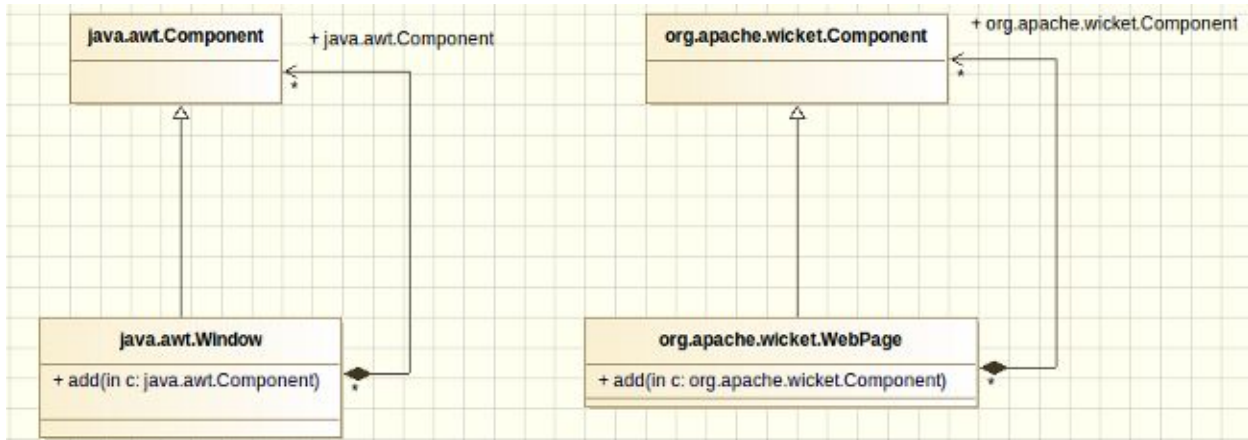 java.awt.Component
+ java.awt.Component
*
java.awt.Window
+ add(in c: java.awt.Component)
*
org.apache.wicket.Component
+ org.apache.wicket.Component
*
org.apache.wicket.WebPage
+ add(in c: org.apache.wicket.Component)
*